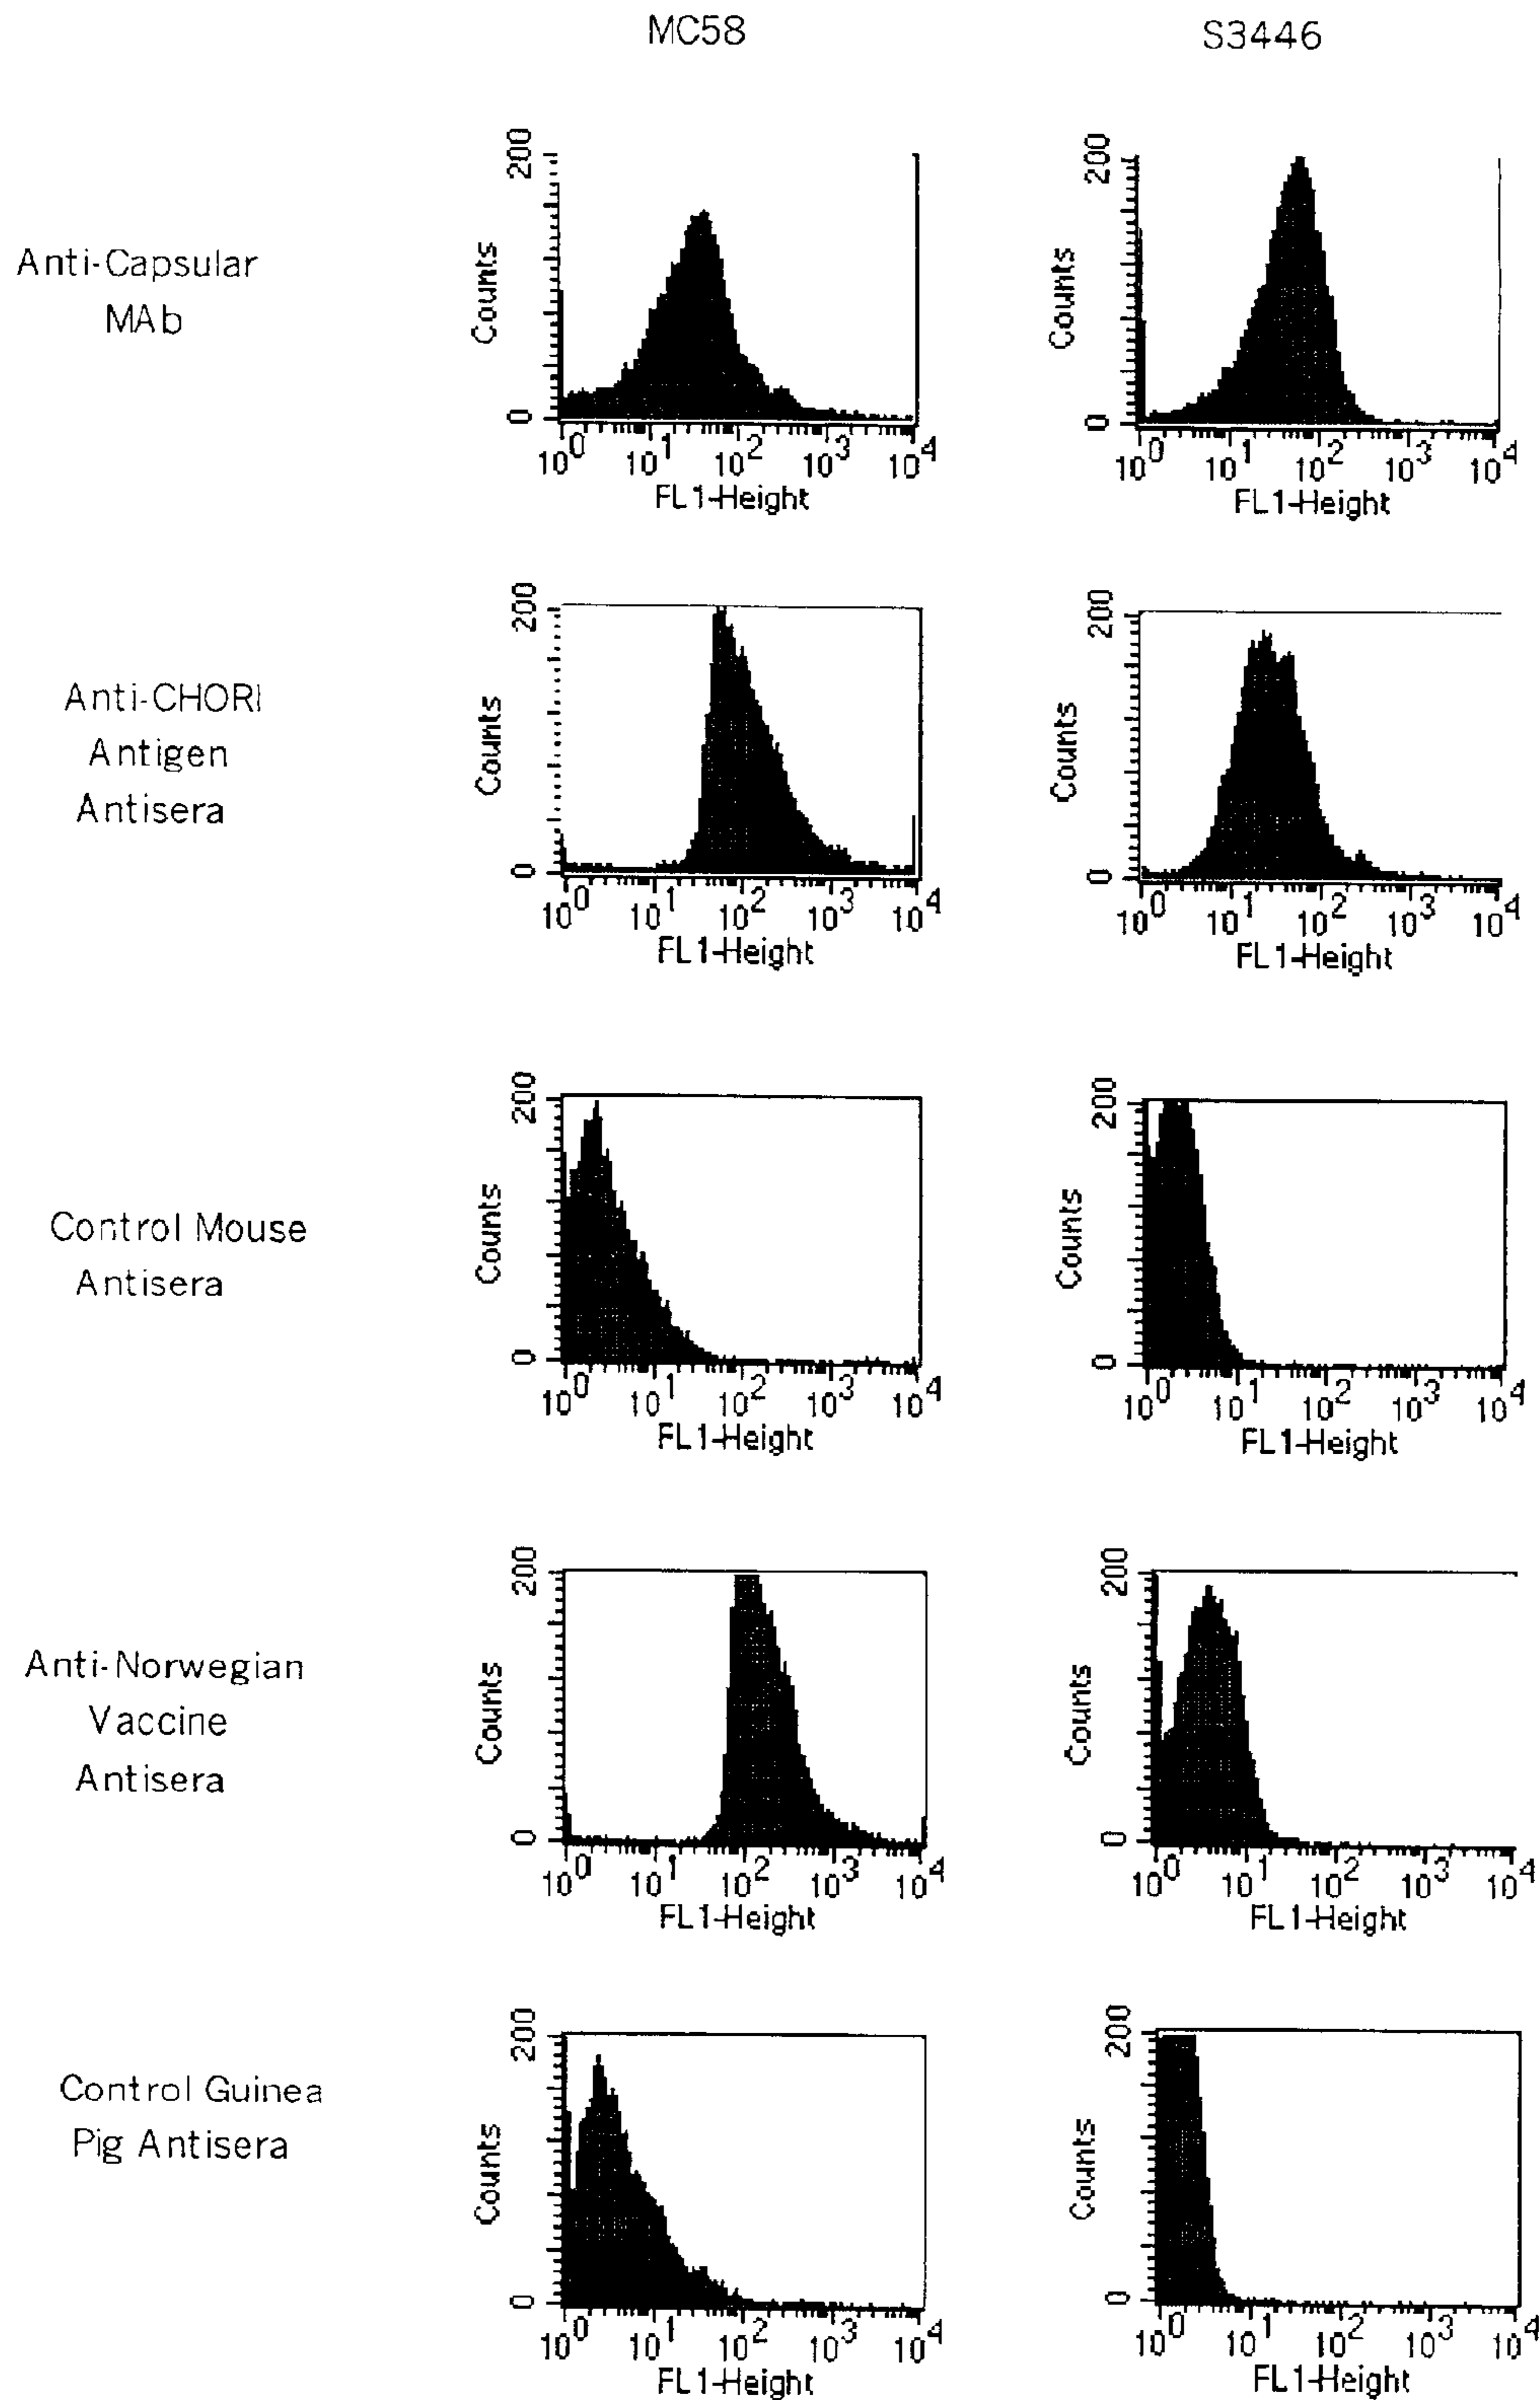 MC58 S3446
Anti-Capsular
MAb
200 200
Counts Counts
0 0
10^0 10^1 10^2 10^3 10^4 10^0 10^1 10^2 10^3 10^4
FL1-Height FL1-Height
Anti-CHORI
Antigen
Antisera
200 200
Counts Counts
0 0
10^0 10^1 10^2 10^3 10^4 10^0 10^1 10^2 10^3 10^4
FL1-Height FL1-Height
Control Mouse
Antisera
200 200
Counts Counts
0 0
10^0 10^1 10^2 10^3 10^4 10^0 10^1 10^2 10^3 10^4
FL1-Height FL1-Height
Anti-Norwegian
Vaccine
Antisera
200 200
Counts Counts
0 0
10^0 10^1 10^2 10^3 10^4 10^0 10^1 10^2 10^3 10^4
FL1-Height FL1-Height
Control Guinea
Pig Antisera
200 200
Counts Counts
0 0
10^0 10^1 10^2 10^3 10^4 10^0 10^1 10^2 10^3 10^4
FL1-Height FL1-Height